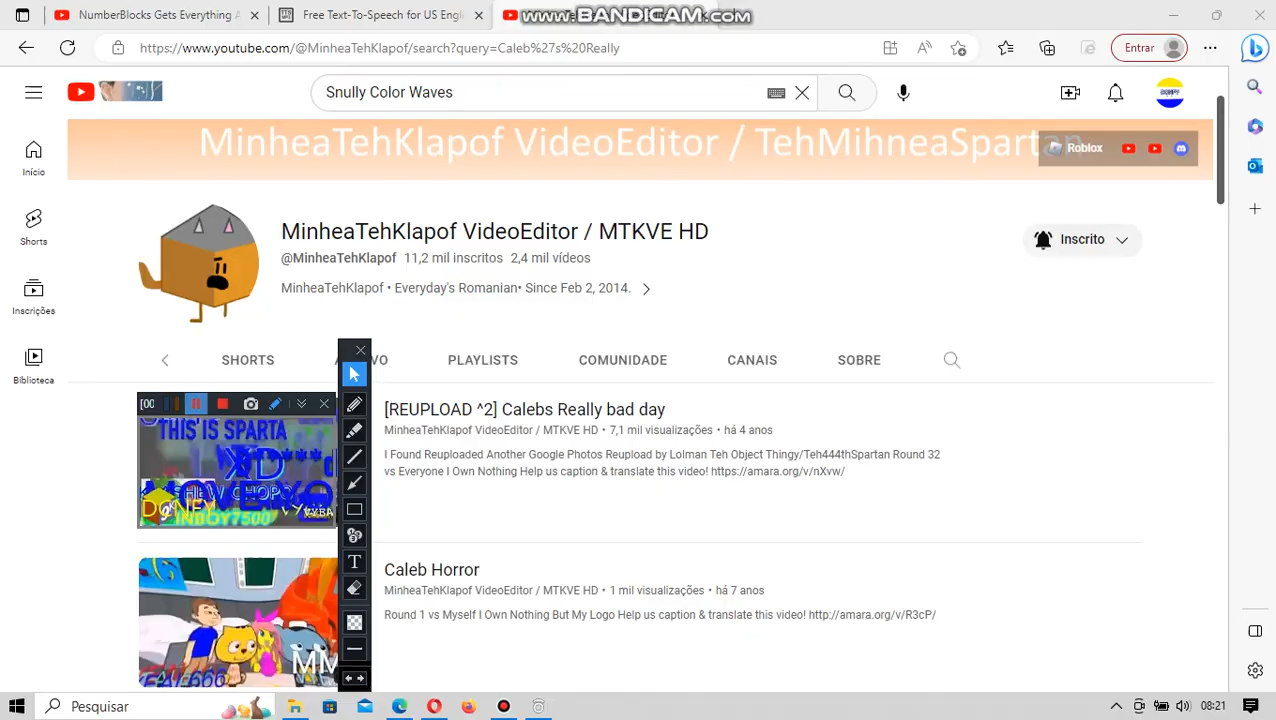 NumberBlocks Gets Everything A
Free Text-To-Speech for US Engl
www.BANDICAM.com
https://www.youtube.com/@MinheaTehKlapof/search?query=Caleb%27s%20Really
Entrar
Snully Color Waves
MinheaTehKlapof VideoEditor / TehMihneaSpartan
Roblox
Início
Shorts
Inscrições
Biblioteca
MinheaTehKlapof VideoEditor / MTKVE HD
@MinheaTehKlapof 11,2 mil inscritos 2,4 mil vídeos
MinheaTehKlapof • Everyday's Romanian• Since Feb 2, 2014.
Inscrito
SHORTS
VO
PLAYLISTS
COMUNIDADE
CANAIS
SOBRE
[00
THIS IS SPARTA
XD
[REUPLOAD ^2] Calebs Really bad day
MinheaTehKlapof VideoEditor / MTKVE HD • 7,1 mil visualizações • há 4 anos
I Found Reuploaded Another Google Photos Reupload by Lolman Teh Object Thingy/Teh444thSpartan Round 32
vs Everyone I Own Nothing Help us caption & translate this video! https://amara.org/v/nXvw/
Caleb Horror
MinheaTehKlapof VideoEditor / MTKVE HD • 1 mil visualizações • há 7 anos
Round 1 vs Myself I Own Nothing But My Logo Help us caption & translate this video! http://amara.org/v/R3cP/
T
Pesquisar
08:21